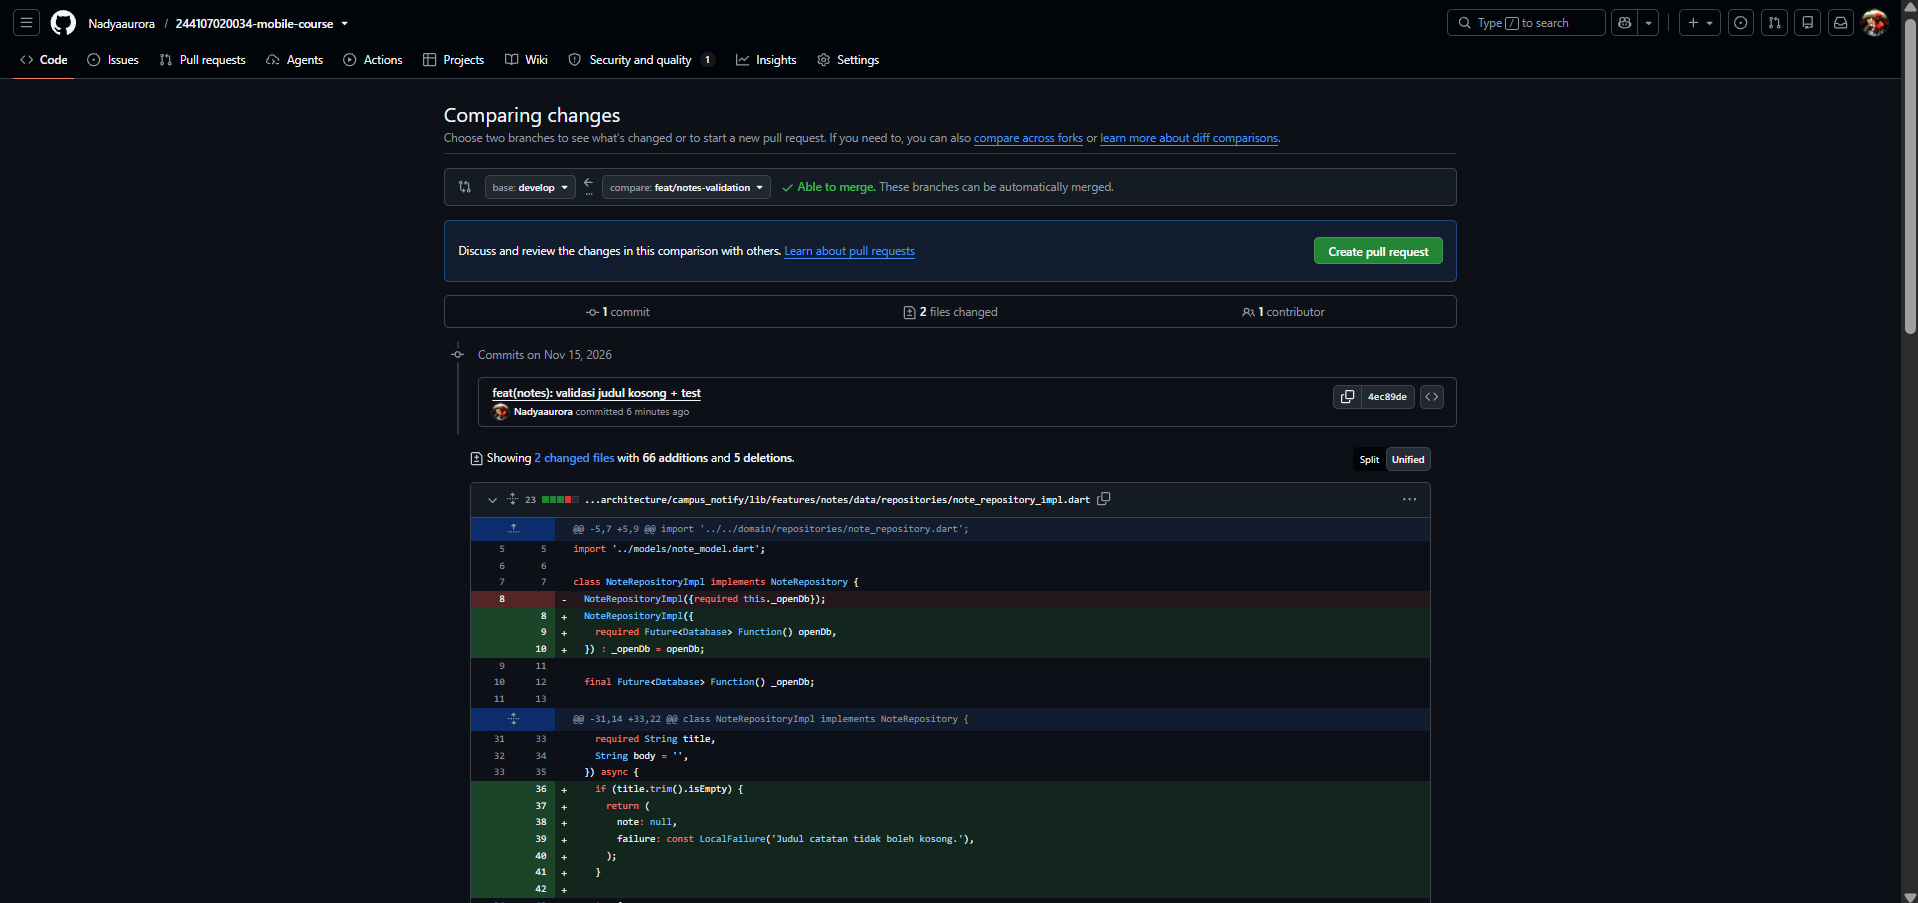 Nadyaaurora / 244107020034-mobile-course
Type / to search
Code Issues Pull requests Agents Actions Projects Wiki Security and quality 1 Insights Settings
Comparing changes
Choose two branches to see what's changed or to start a new pull request. If you need to, you can also compare across forks or learn more about diff comparisons.
base: develop compare: feat/notes-validation Able to merge. These branches can be automatically merged.
Discuss and review the changes in this comparison with others. Learn about pull requests Create pull request
1 commit 2 files changed 1 contributor
Commits on Nov 15, 2026
feat(notes): validasi judul kosong + test
4ec89de
Nadyaaurora committed 6 minutes ago
Showing 2 changed files with 66 additions and 5 deletions.
Split Unified
23 ...architecture/campus_notify/lib/features/notes/data/repositories/note_repository_impl.dart
@@ -5,7 +5,9 @@ import '../../domain/repositories/note_repository.dart';
5 5 import '../models/note_model.dart';
6 6
7 7 class NoteRepositoryImpl implements NoteRepository {
8 - NoteRepositoryImpl({required this._openDb});
8 + NoteRepositoryImpl({
9 + required Future<Database> Function() openDb,
10 + }) : _openDb = openDb;
9 11
10 12 final Future<Database> Function() _openDb;
11 13
@@ -31,14 +33,22 @@ class NoteRepositoryImpl implements NoteRepository {
31 33 required String title,
32 34 String body = '',
33 35 }) async {
36 + if (title.trim().isEmpty) {
37 + return (
38 + note: null,
39 + failure: const LocalFailure('Judul catatan tidak boleh kosong.'),
40 + );
41 + }
42 +